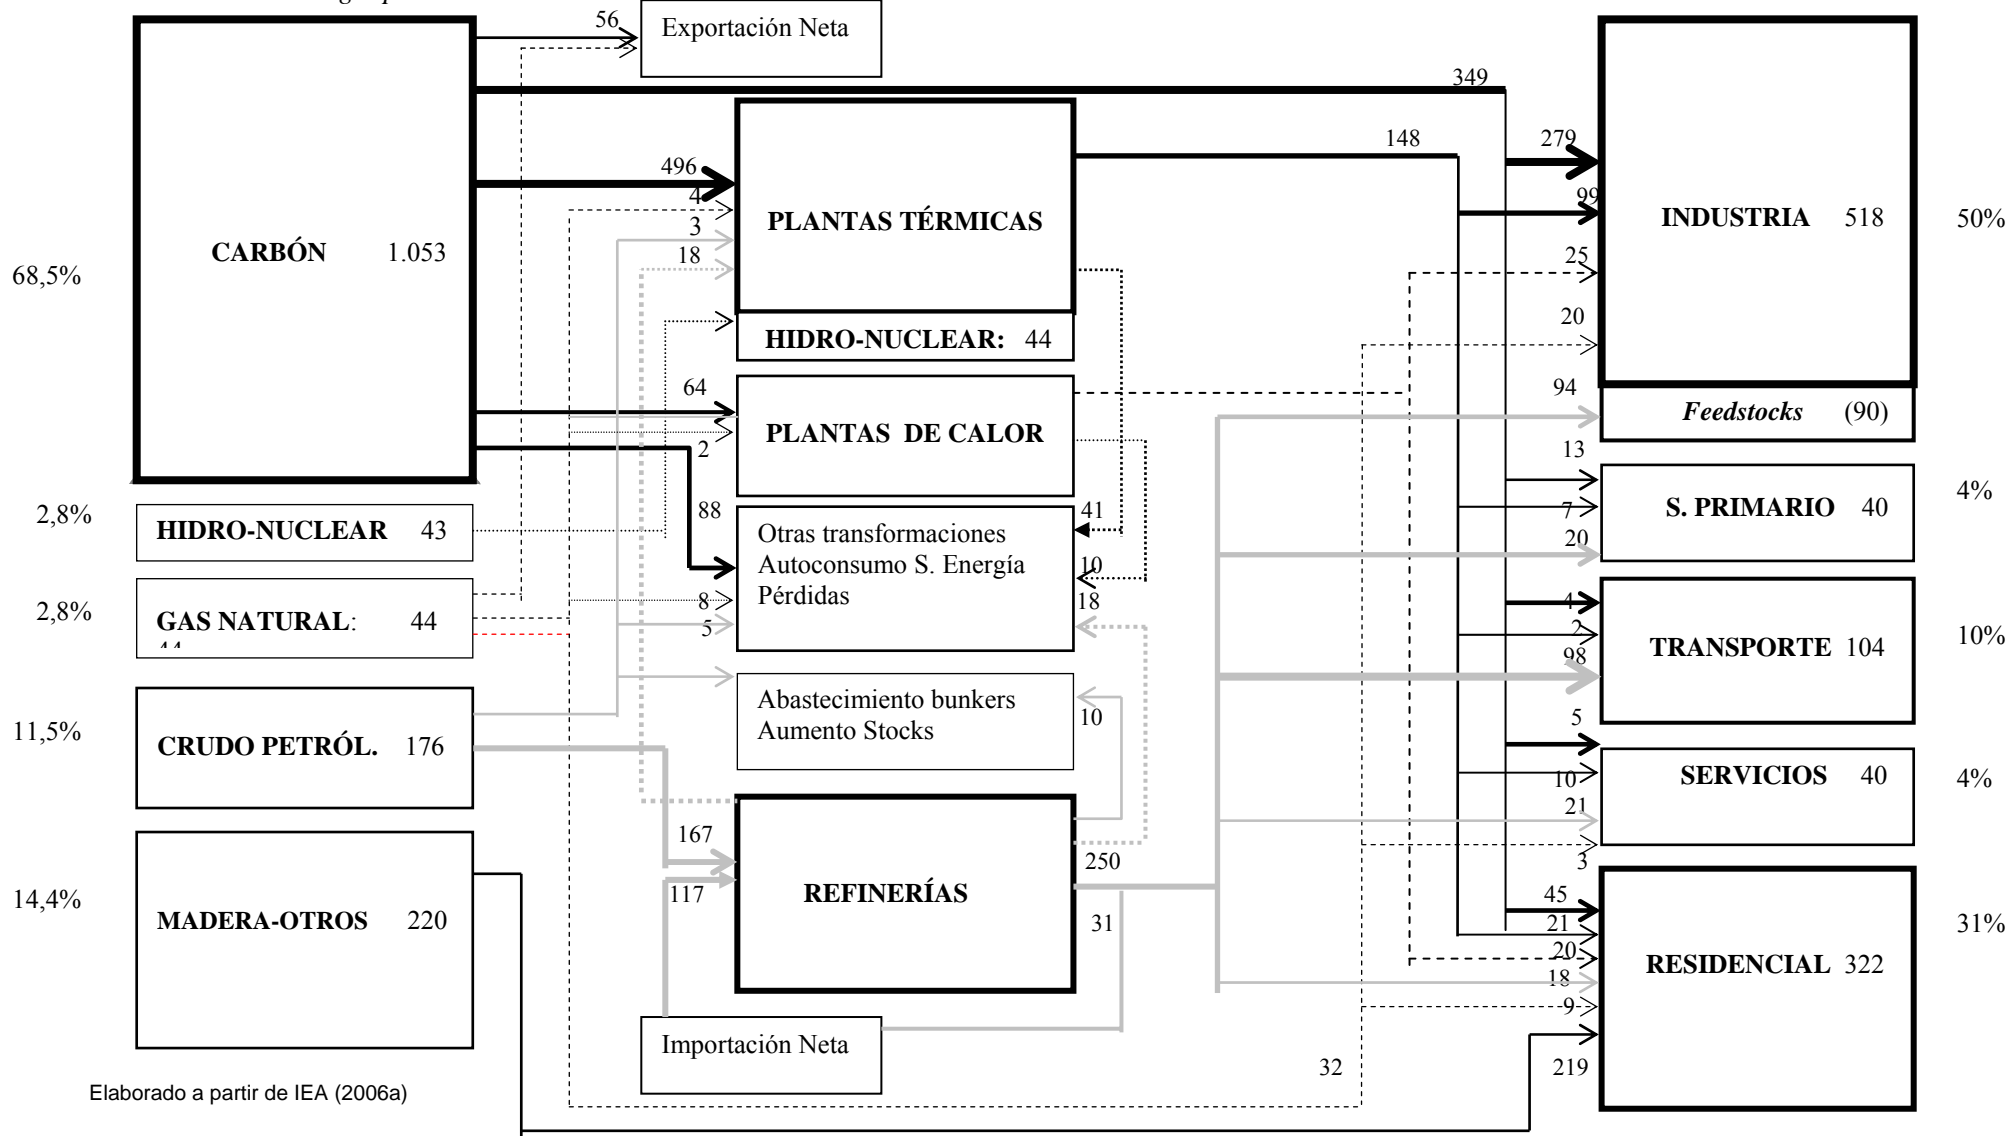 56
Exportación Neta
349
CARBÓN 1.053
68,5%
496
4
3
18
PLANTAS TÉRMICAS
HIDRO-NUCLEAR: 44
148
279
99
25
20
INDUSTRIA 518
50%
94
Feedstocks (90)
64
2
PLANTAS DE CALOR
13
7
20
S. PRIMARIO 40
4%
2,8%
HIDRO-NUCLEAR 43
88
41
Otras transformaciones
Autoconsumo S. Energía
Pérdidas
10
18
8
5
2,8%
GAS NATURAL: 44
4
2
98
TRANSPORTE 104
10%
11,5%
CRUDO PETRÓL. 176
Abastecimiento bunkers
Aumento Stocks
10
5
10
21
3
SERVICIOS 40
4%
167
117
REFINERÍAS
250
31
14,4%
MADERA-OTROS 220
45
21
20
18
9
219
RESIDENCIAL 322
31%
Importación Neta
32
Elaborado a partir de IEA (2006a)